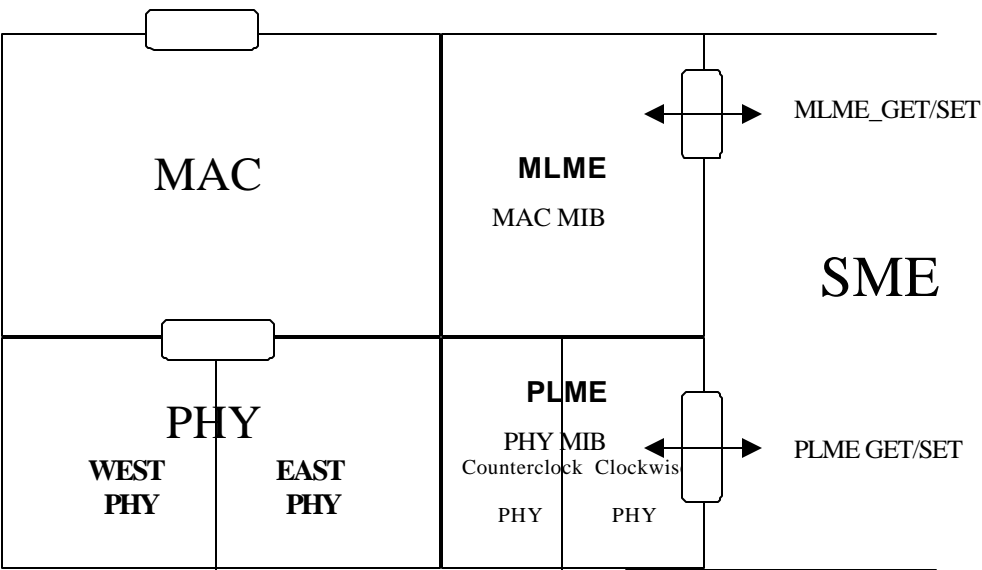 MLME_GET/SET
MAC
MLME
MAC MIB
SME
PLME
PHY
PHY MIB
PLME GET/SET
WEST
PHY
EAST
PHY
Counterclock
PHY
Clockwis
PHY